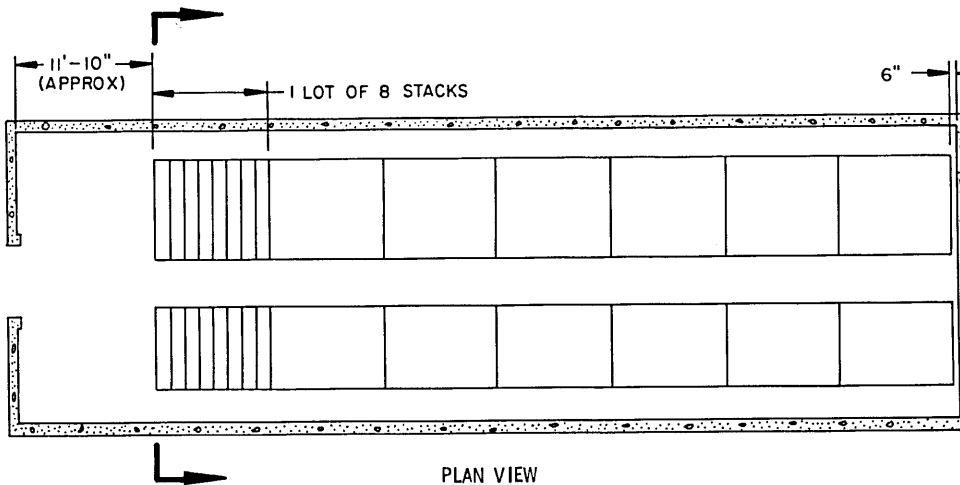 11'-10"
(APPROX)
1 LOT OF 8 STACKS
6"
PLAN VIEW